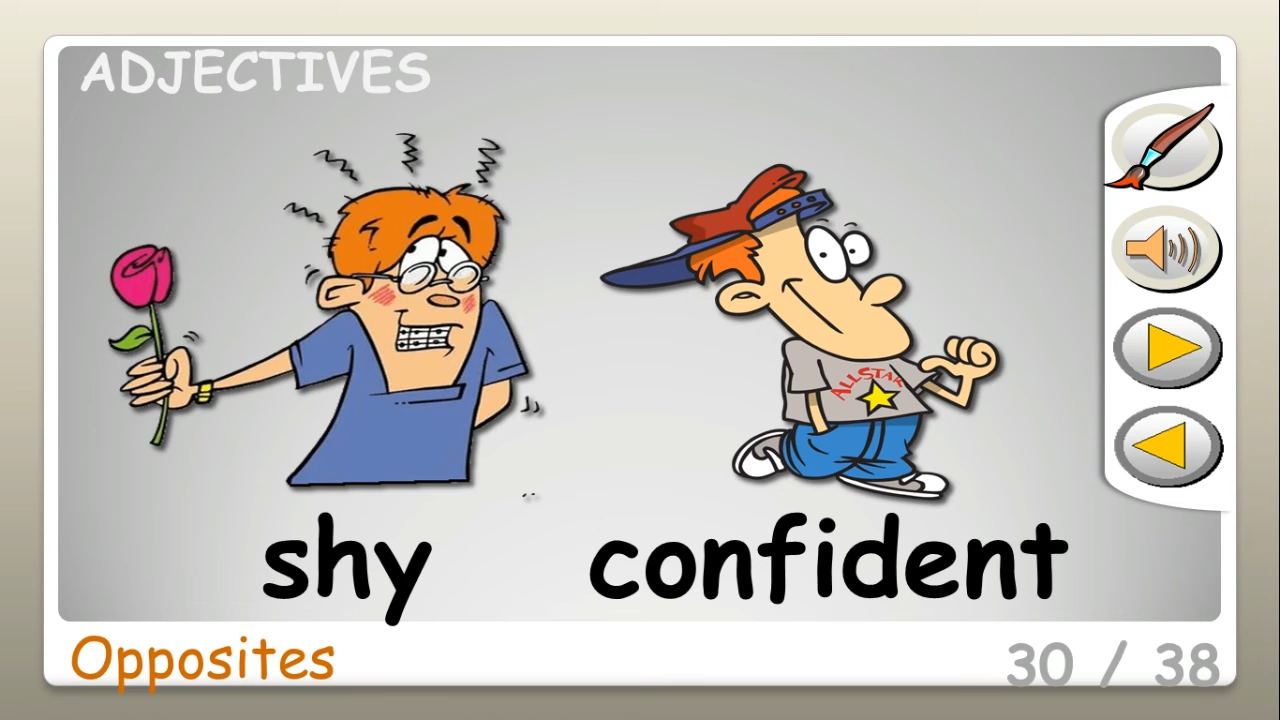 ADJECTIVES
ALLSTAR
shy confident
Opposites
30 / 38